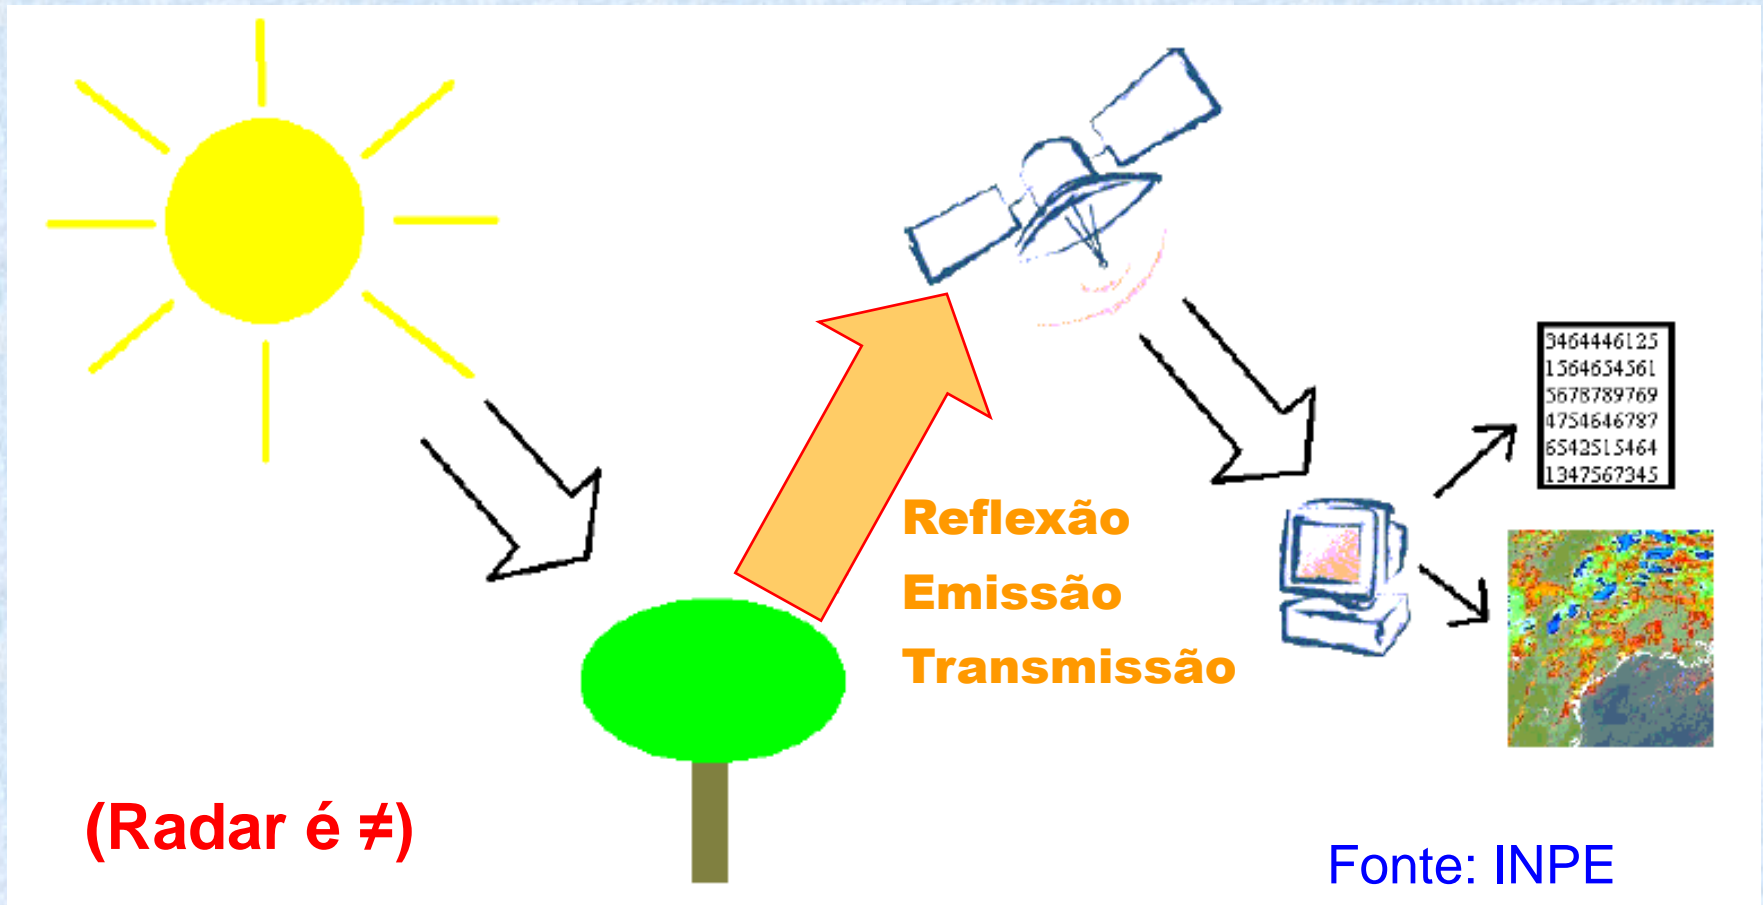 3464446125
1564654561
5678789769
4754646787
6542515464
1347567345
Reflexão
Emissão
Transmissão
(Radar é ≠)
Fonte: INPE